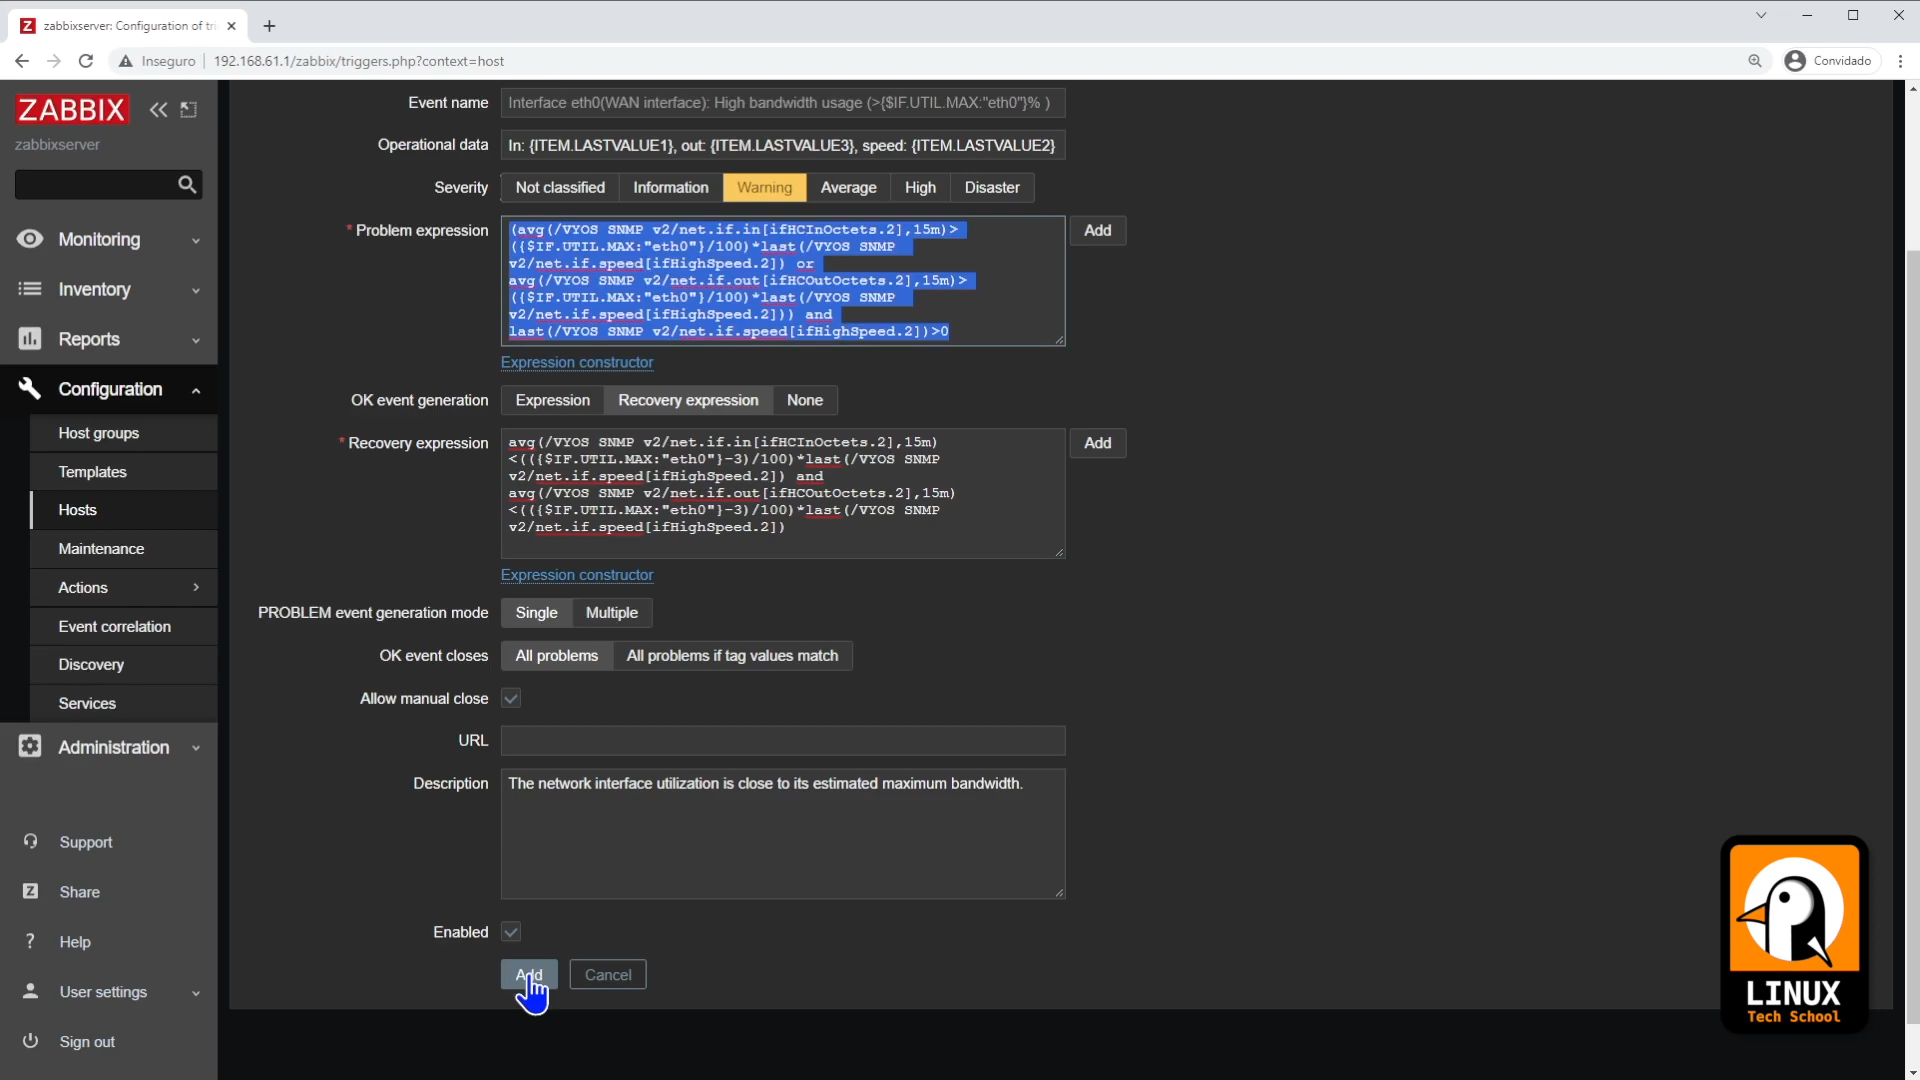 zabbixserver: Configuration of tri
Inseguro
192.168.61.1/zabbix/triggers.php?context=host
Convidado
ZABBIX
zabbixserver
Monitoring
Inventory
Reports
Configuration
Host groups
Templates
Hosts
Maintenance
Actions
Event correlation
Discovery
Services
Administration
Support
Share
Help
User settings
Sign out
Event name
Interface eth0(WAN interface): High bandwidth usage (>{$IF.UTIL.MAX:"eth0"}% )
Operational data
In: {ITEM.LASTVALUE1}, out: {ITEM.LASTVALUE3}, speed: {ITEM.LASTVALUE2}
Severity
Not classified Information Warning Average High Disaster
* Problem expression
(avg(/VYOS SNMP v2/net.if.in[ifHCInOctets.2],15m)>
({$IF.UTIL.MAX:"eth0"}/100)*last(/VYOS SNMP
v2/net.if.speed[ifHighSpeed.2]) or
avg(/VYOS SNMP v2/net.if.out[ifHCOutOctets.2],15m)>
({$IF.UTIL.MAX:"eth0"}/100)*last(/VYOS SNMP
v2/net.if.speed[ifHighSpeed.2])) and
last(/VYOS SNMP v2/net.if.speed[ifHighSpeed.2])>0
Add
Expression constructor
OK event generation
Expression Recovery expression None
* Recovery expression
avg(/VYOS SNMP v2/net.if.in[ifHCInOctets.2],15m)
<(({$IF.UTIL.MAX:"eth0"}-3)/100)*last(/VYOS SNMP
v2/net.if.speed[ifHighSpeed.2]) and
avg(/VYOS SNMP v2/net.if.out[ifHCOutOctets.2],15m)
<(({$IF.UTIL.MAX:"eth0"}-3)/100)*last(/VYOS SNMP
v2/net.if.speed[ifHighSpeed.2])
Add
Expression constructor
PROBLEM event generation mode
Single Multiple
OK event closes
All problems All problems if tag values match
Allow manual close
URL
Description
The network interface utilization is close to its estimated maximum bandwidth.
Enabled
Add Cancel
LINUX
Tech School